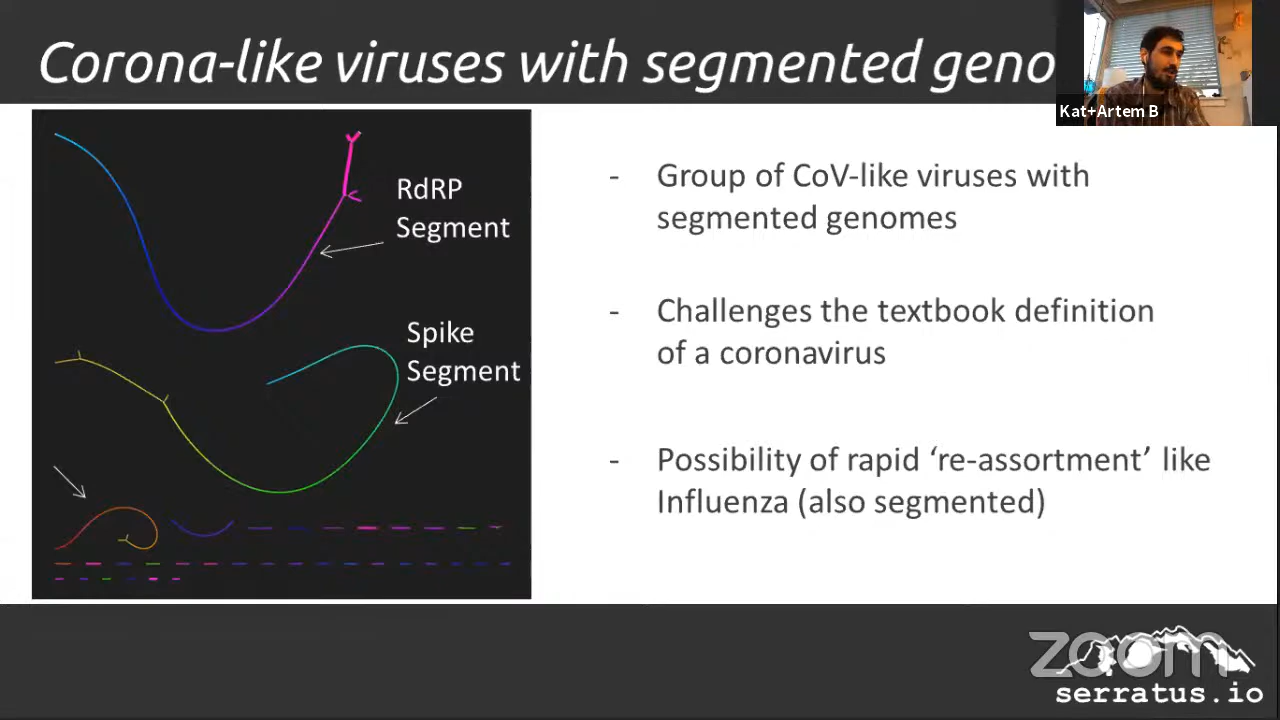 Corona-like viruses with segmented geno
Kat+Artem B
RdRP
Segment
Spike
Segment
- Group of CoV-like viruses with
segmented genomes
- Challenges the textbook definition
of a coronavirus
- Possibility of rapid ‘re-assortment’ like
Influenza (also segmented)
zoom
serratus.io